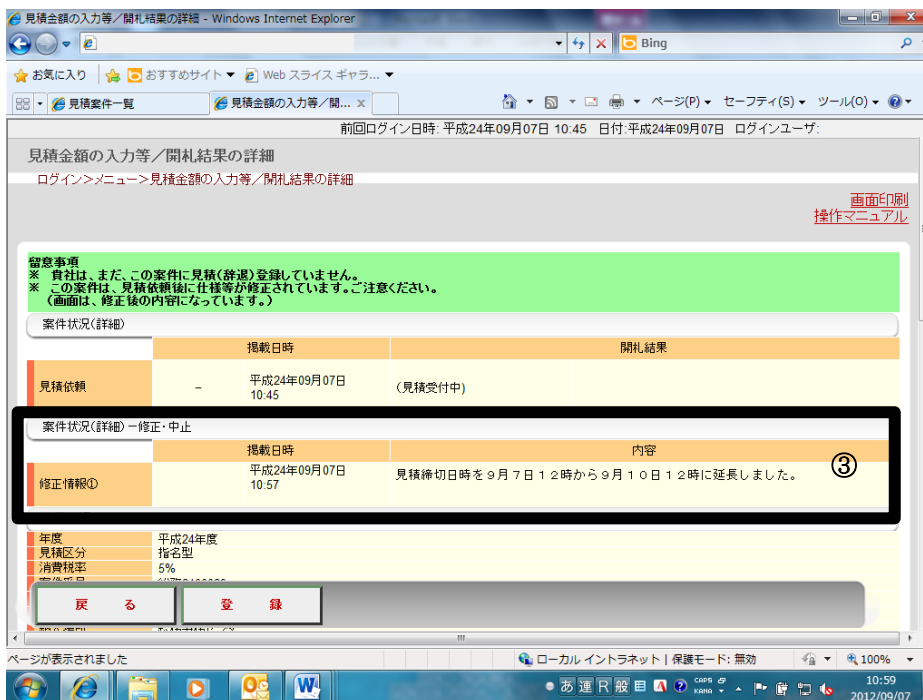 見積金額の入力等／開札結果の詳細 - Windows Internet Explorer
Bing
お気に入り おすすめサイト ▼ Web スライス ギャラ... ▼
見積案件一覧 見積金額の入力等／開... x ページ(P) ▼ セーフティ(S) ▼ ツール(O) ▼
前回ログイン日時: 平成24年09月07日 10:45 日付:平成24年09月07日 ログインユーザ:
見積金額の入力等／開札結果の詳細
ログイン>メニュー>見積金額の入力等／開札結果の詳細
画面印刷
操作マニュアル
留意事項
※ 貴社は、まだ、この案件に見積(辞退)登録していません。
※ この案件は、見積依頼後に仕様等が修正されています。ご注意ください。
(画面は、修正後の内容になっています。)
案件状況(詳細)
掲載日時 開札結果
見積依頼 － 平成24年09月07日 10:45 (見積受付中)
案件状況(詳細)－修正・中止
掲載日時 内容
修正情報① 平成24年09月07日 10:57 見積締切日時を９月７日１２時から９月１０日１２時に延長しました。 ③
年度 平成24年度
見積区分 指名型
消費税率 5%
戻 る 登 録
ページが表示されました ローカル イントラネット | 保護モード: 無効 100%
あ 連 R 般 CAPS KANA 10:59
2012/09/07